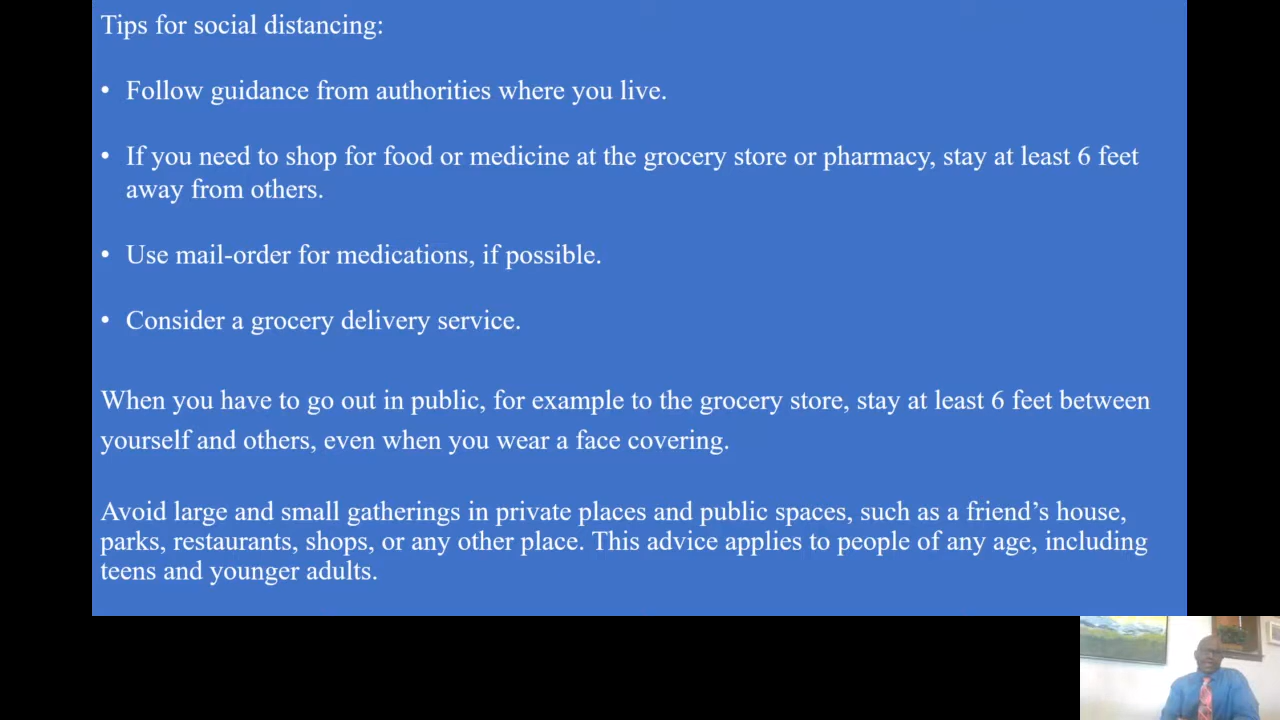 Tips for social distancing:
• Follow guidance from authorities where you live.
• If you need to shop for food or medicine at the grocery store or pharmacy, stay at least 6 feet
away from others.
• Use mail-order for medications, if possible.
• Consider a grocery delivery service.
When you have to go out in public, for example to the grocery store, stay at least 6 feet between
yourself and others, even when you wear a face covering.
Avoid large and small gatherings in private places and public spaces, such as a friend’s house,
parks, restaurants, shops, or any other place. This advice applies to people of any age, including
teens and younger adults.